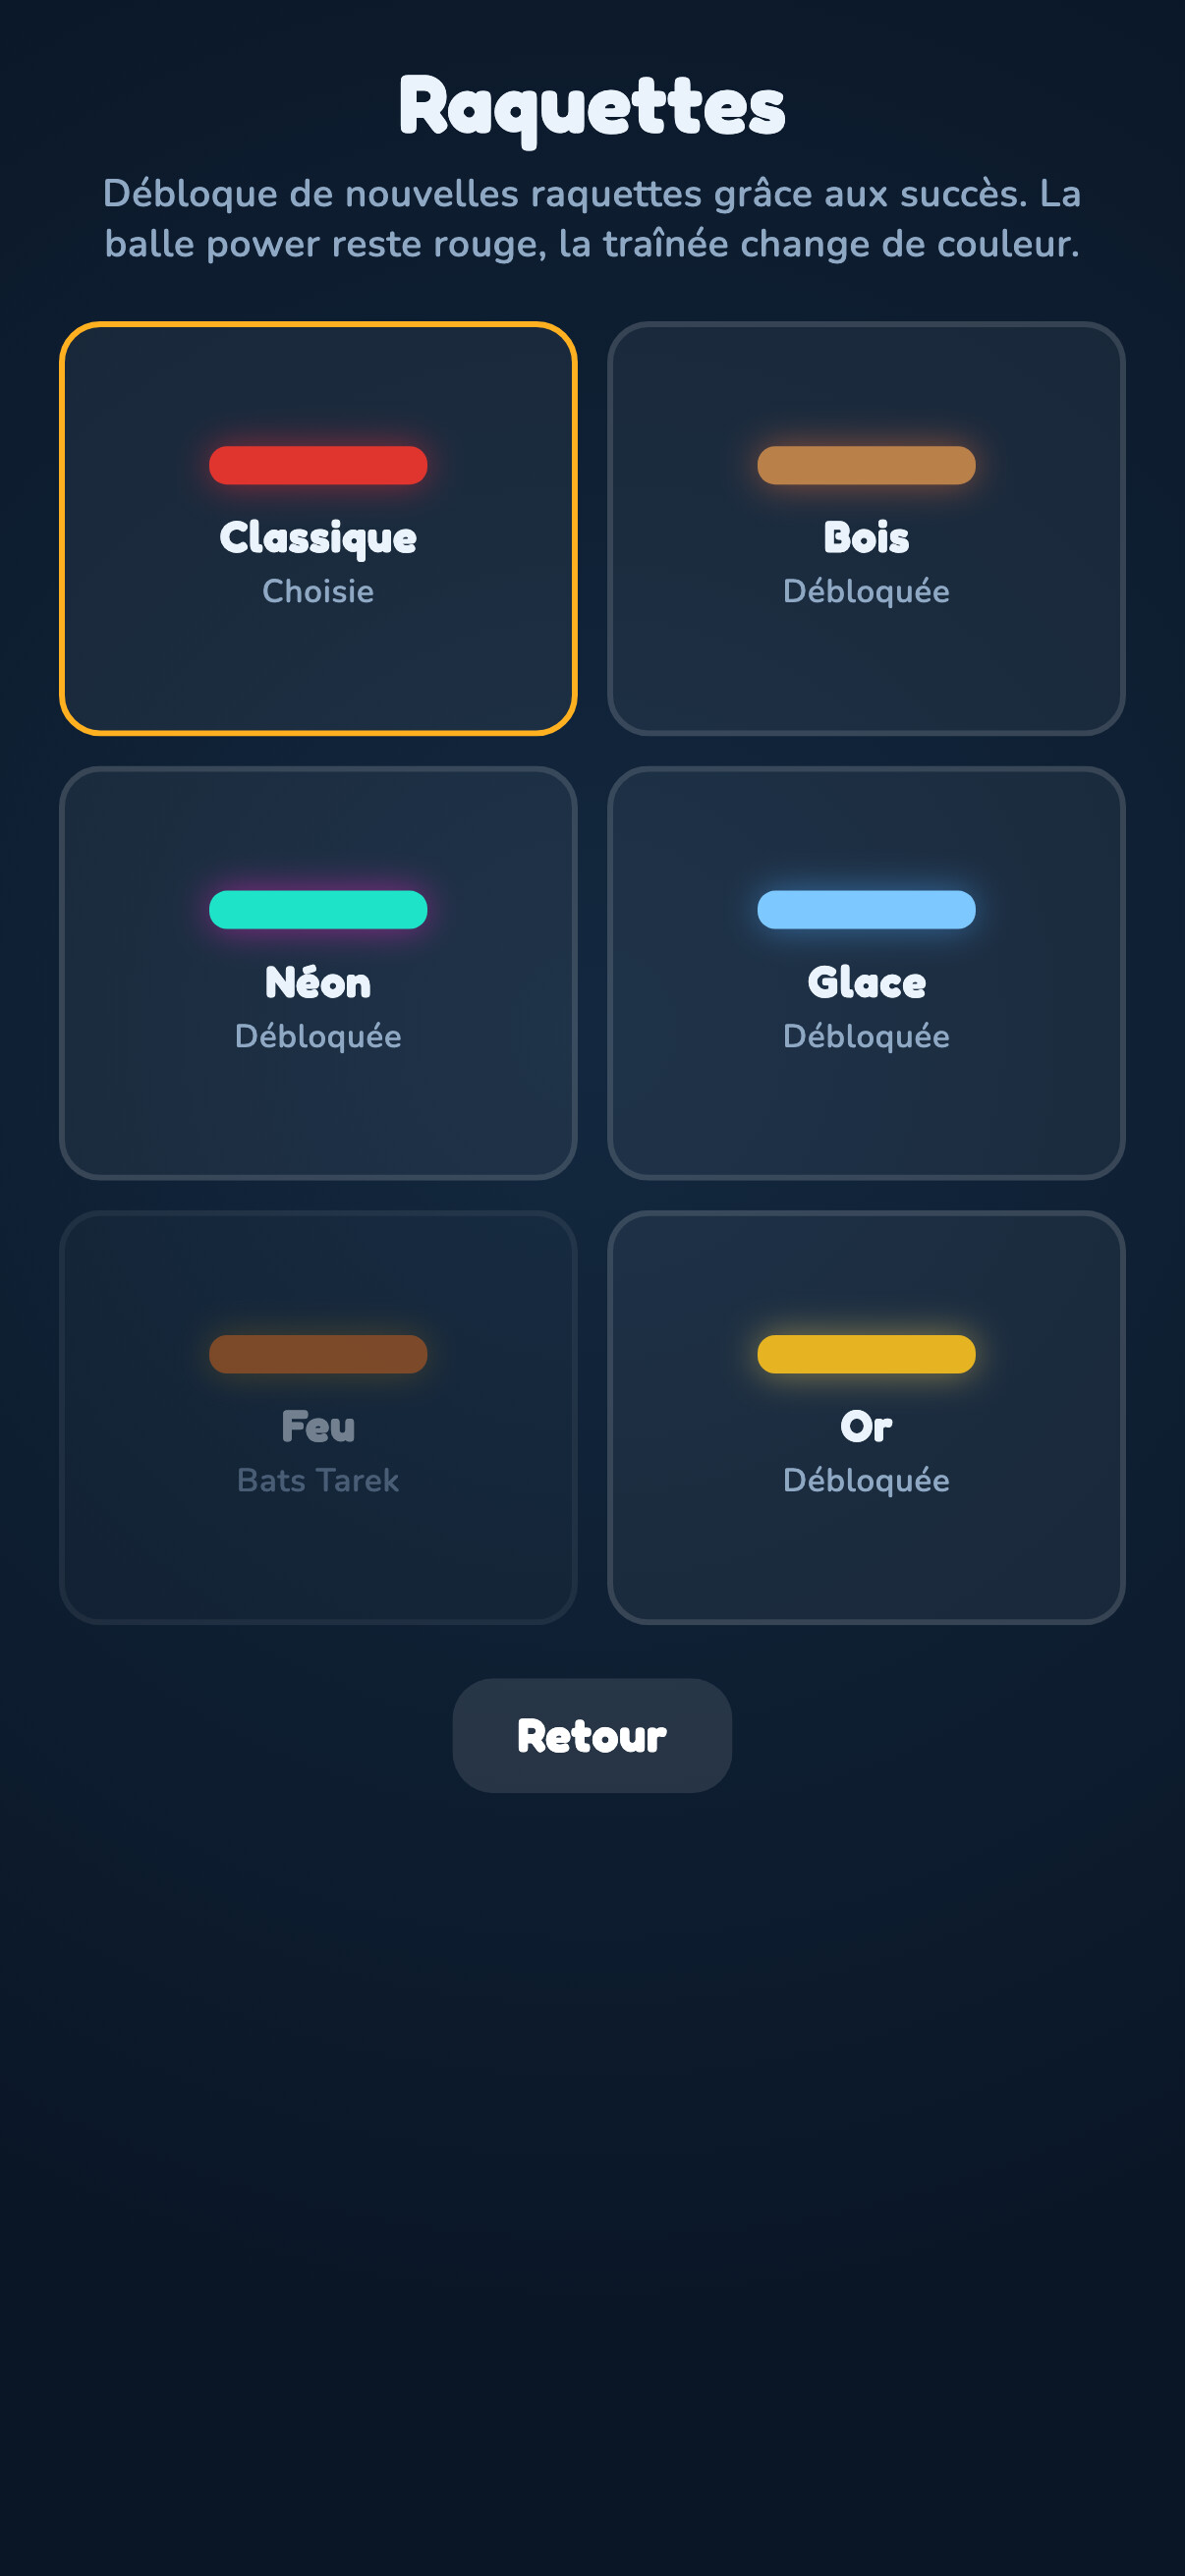 Raquettes
Débloque de nouvelles raquettes grâce aux succès. La
balle power reste rouge, la traînée change de couleur.
Classique
Choisie
Bois
Débloquée
Néon
Débloquée
Glace
Débloquée
Feu
Bats Tarek
Or
Débloquée
Retour